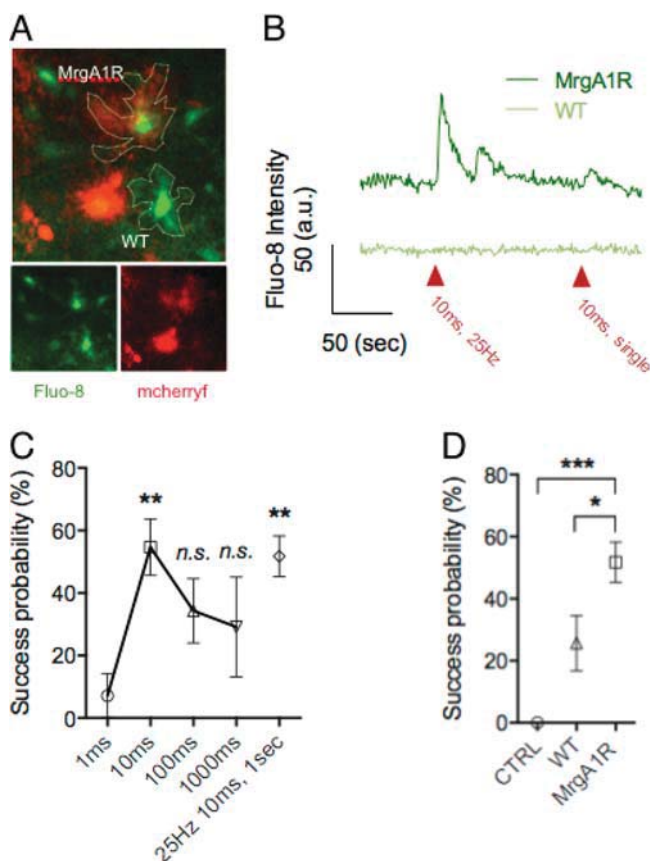 A
MrgA1R
WT
Fluo-8
mcherryf
B
MrgA1R
WT
Fluo-8 Intensity
50 (a.u.)
50 (sec)
10ms, 25Hz
10ms, single
C
Success probability (%)
80
60
40
20
0
**
n.s.
n.s.
**
1ms
10ms
100ms
1000ms
25Hz 10ms, 1sec
D
Success probability (%)
80
60
40
20
0
***
*
CTRL
WT
MrgA1R